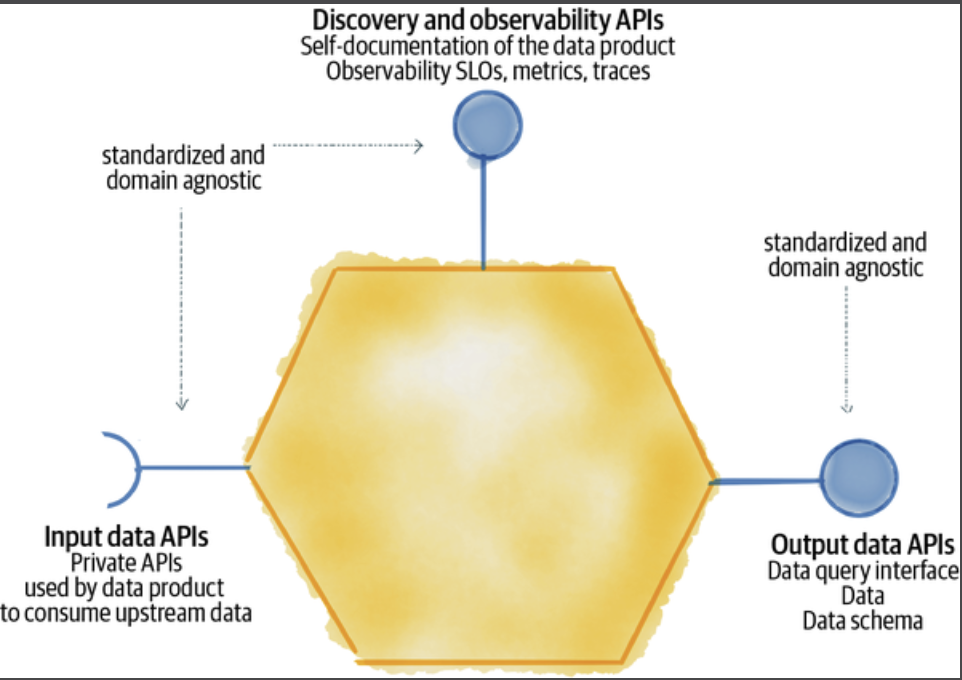 Discovery and observability APIs
Self-documentation of the data product
Observability SLOs, metrics, traces
standardized and
domain agnostic
standardized and
domain agnostic
Input data APIs
Private APIs
used by data product
to consume upstream data
Output data APIs
Data query interface
Data
Data schema